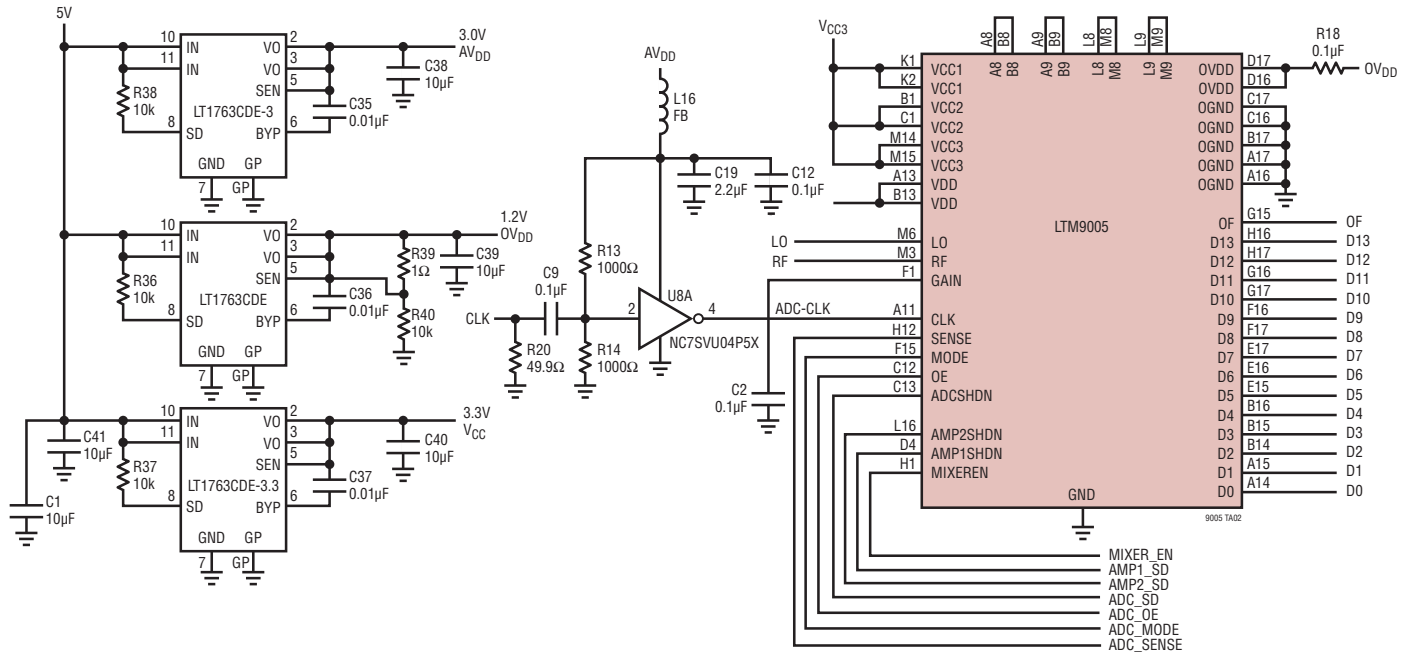 5V
10 IN VO 2 3.0V AVDD
11 IN VO 3
SEN 5
R38 10k
LT1763CDE-3
C38 10µF
C35 0.01µF
8 SD BYP 6
GND GP
7 GP
10 IN VO 2 1.2V OVDD
11 IN VO 3
SEN 5
R36 10k
LT1763CDE
R39 1Ω
C39 10µF
C36 0.01µF
R40 10k
8 SD BYP 6
GND GP
7 GP
10 IN VO 2 3.3V VCC
11 IN VO 3
SEN 5
C41 10µF
R37 10k
LT1763CDE-3.3
C40 10µF
C37 0.01µF
8 SD BYP 6
C1 10µF
GND GP
7 GP
AVDD
L16 FB
C19 2.2µF
C12 0.1µF
R13 1000Ω
C9 0.1µF
U8A
CLK
2
4
ADC-CLK
NC7SVU04P5X
R20 49.9Ω
R14 1000Ω
C2 0.1µF
VCC3
A8 B8 A9 B9 L8 M8 L9 M9
A8 B8 A9 B9 L8 M8 L9 M9
K1 VCC1
K2 VCC1
B1 VCC2
C1 VCC2
M14 VCC3
M15 VCC3
A13 VDD
B13 VDD
LO M6 LO
RF M3 RF
F1 GAIN
A11 CLK
H12 SENSE
F15 MODE
C12 OE
C13 ADCSHDN
L16 AMP2SHDN
D4 AMP1SHDN
H1 MIXEREN
LTM9005
GND
OVDD D17
R18 0.1µF
OVDD
OVDD D16
OGND C17
OGND C16
OGND B17
OGND A17
OGND A16
OF G15 OF
D13 H16 D13
D12 H17 D12
D11 G16 D11
D10 G17 D10
D9 F16 D9
D8 F17 D8
D7 E17 D7
D6 E16 D6
D5 E15 D5
D4 B16 D4
D3 B15 D3
D2 B14 D2
D1 A15 D1
D0 A14 D0
9005 TA02
MIXER_EN
AMP1_SD
AMP2_SD
ADC_SD
ADC_OE
ADC_MODE
ADC_SENSE